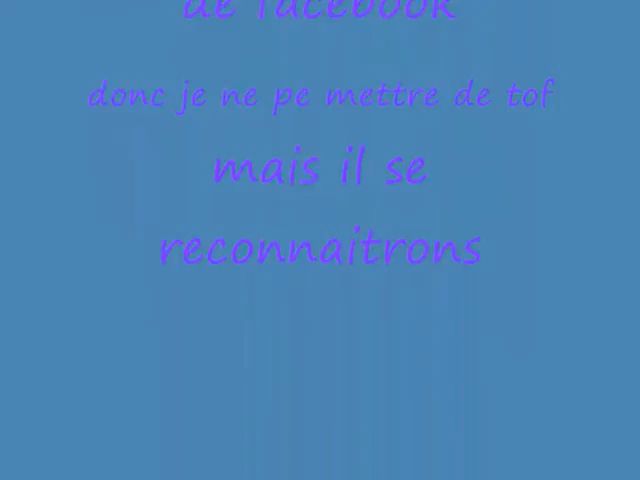 de facebook
donc je ne pe mettre de tof
mais il se
reconnaitrons